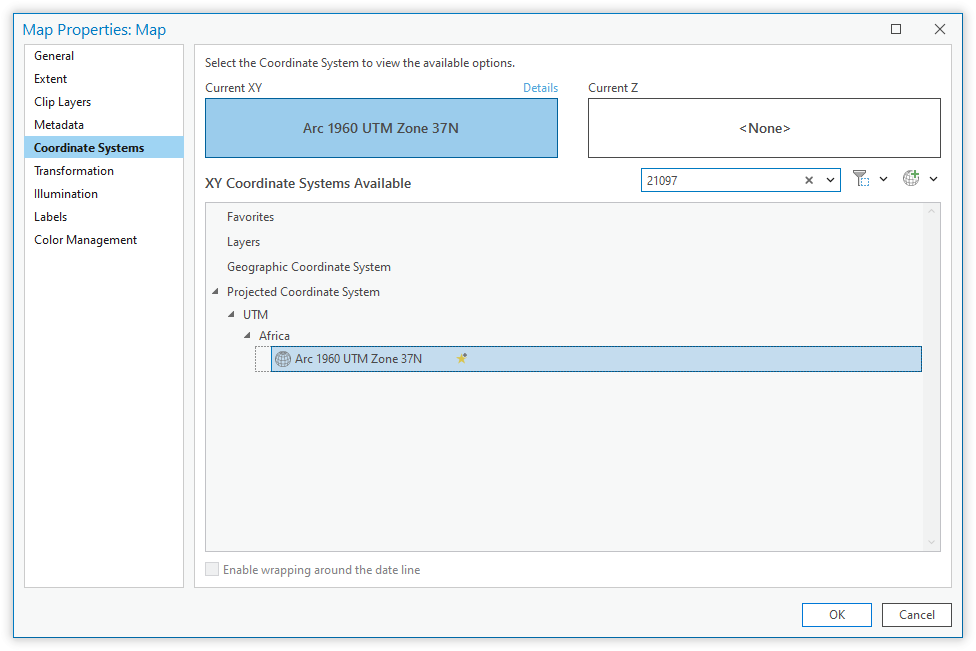 Map Properties: Map
General
Extent
Clip Layers
Metadata
Coordinate Systems
Transformation
Illumination
Labels
Color Management
Select the Coordinate System to view the available options.
Current XY
Details
Current Z
Arc 1960 UTM Zone 37N
<None>
XY Coordinate Systems Available
21097
Favorites
Layers
Geographic Coordinate System
Projected Coordinate System
UTM
Africa
Arc 1960 UTM Zone 37N
Enable wrapping around the date line
OK
Cancel